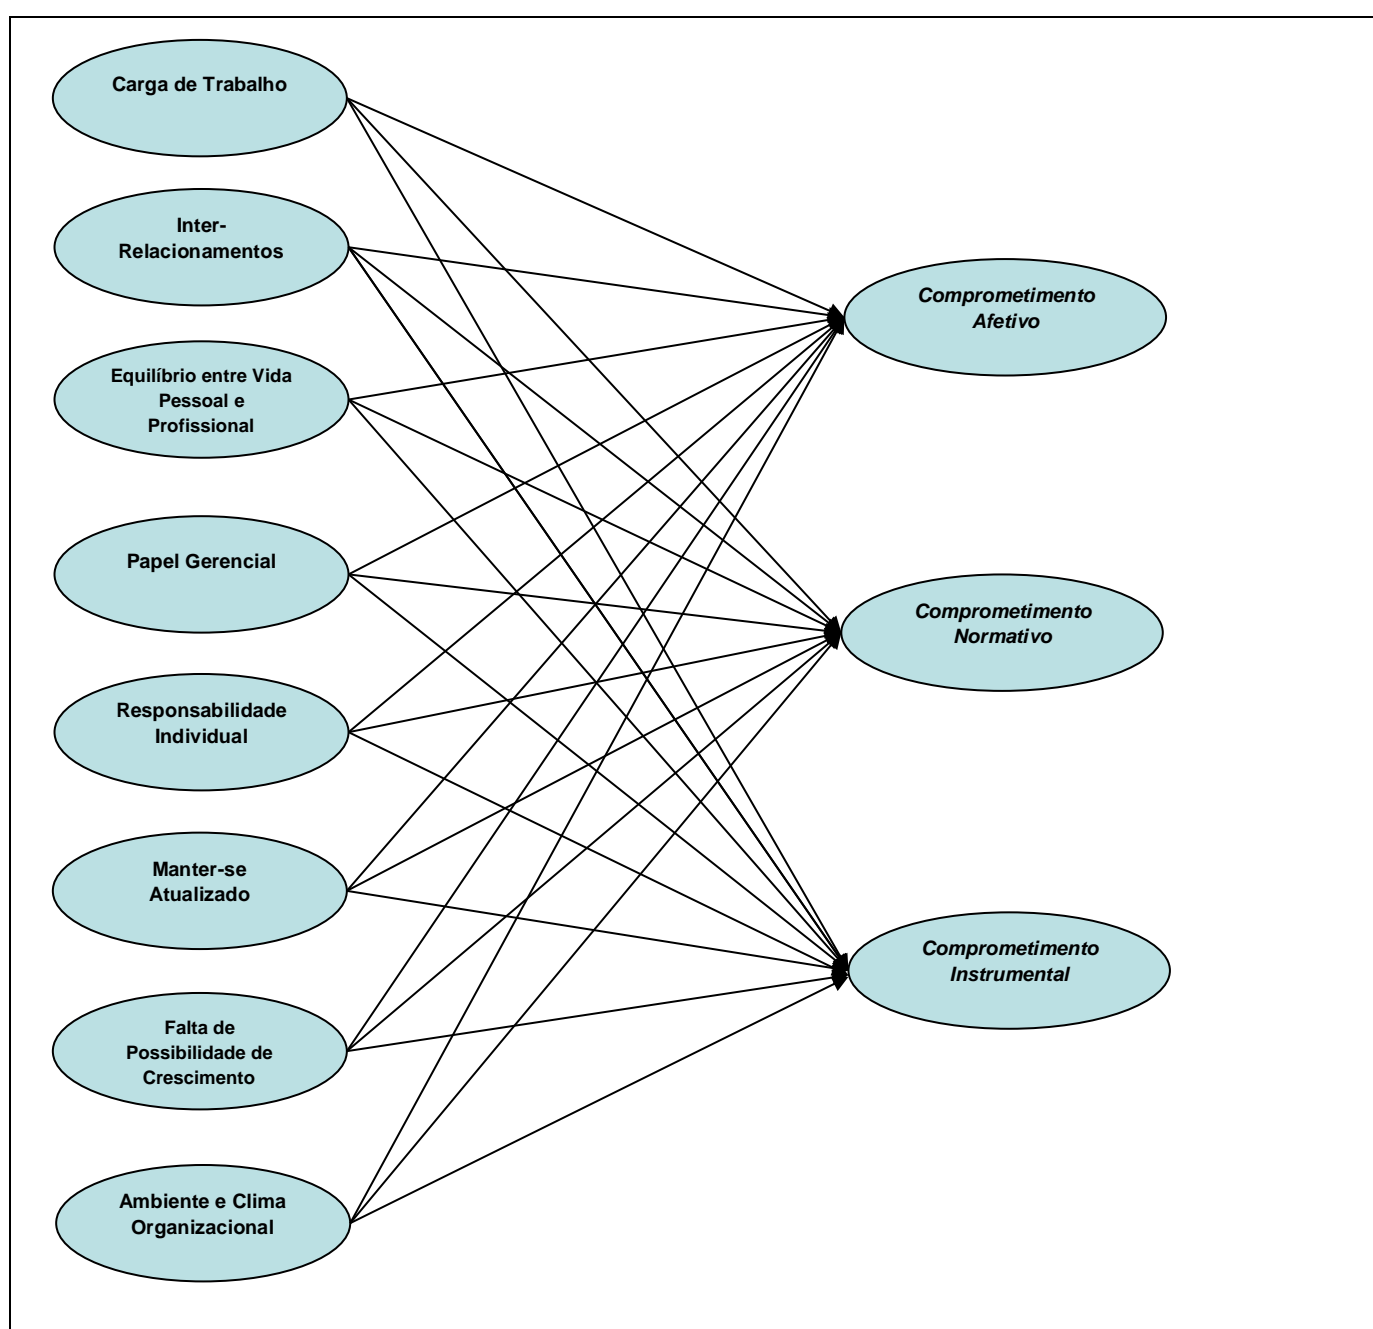 Carga de Trabalho
Inter-
Relacionamentos
Equilíbrio entre Vida
Pessoal e
Profissional
Papel Gerencial
Responsabilidade
Individual
Manter-se
Atualizado
Falta de
Possibilidade de
Crescimento
Ambiente e Clima
Organizacional
Comprometimento
Afetivo
Comprometimento
Normativo
Comprometimento
Instrumental